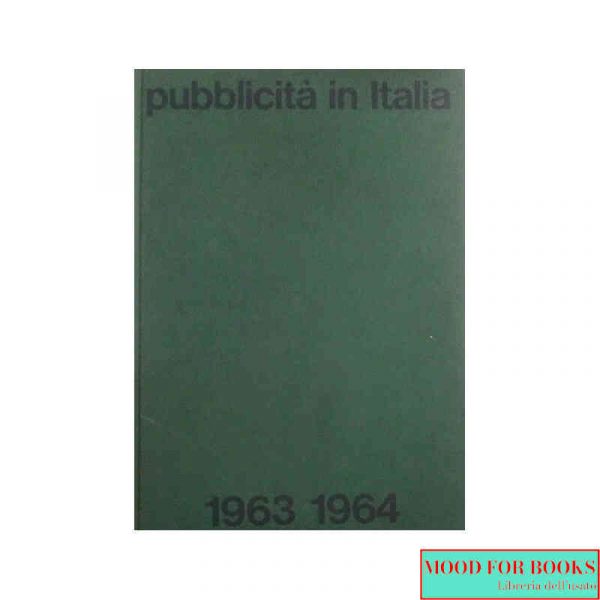 pubblicità in Italia
1963 1964
MOOD FOR BOOKS
Libreria dell'usato